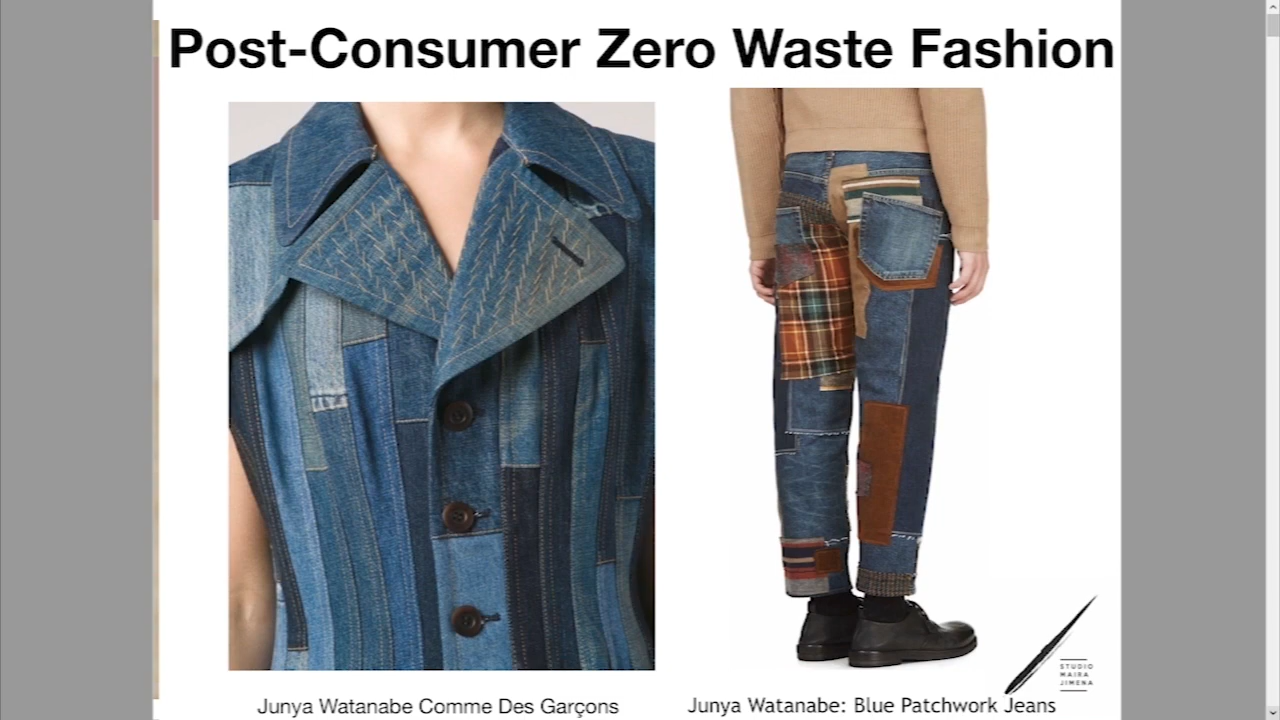 Post-Consumer Zero Waste Fashion
Junya Watanabe Comme Des Garçons
Junya Watanabe: Blue Patchwork Jeans
STUDIO
MAIRA
JIMENA